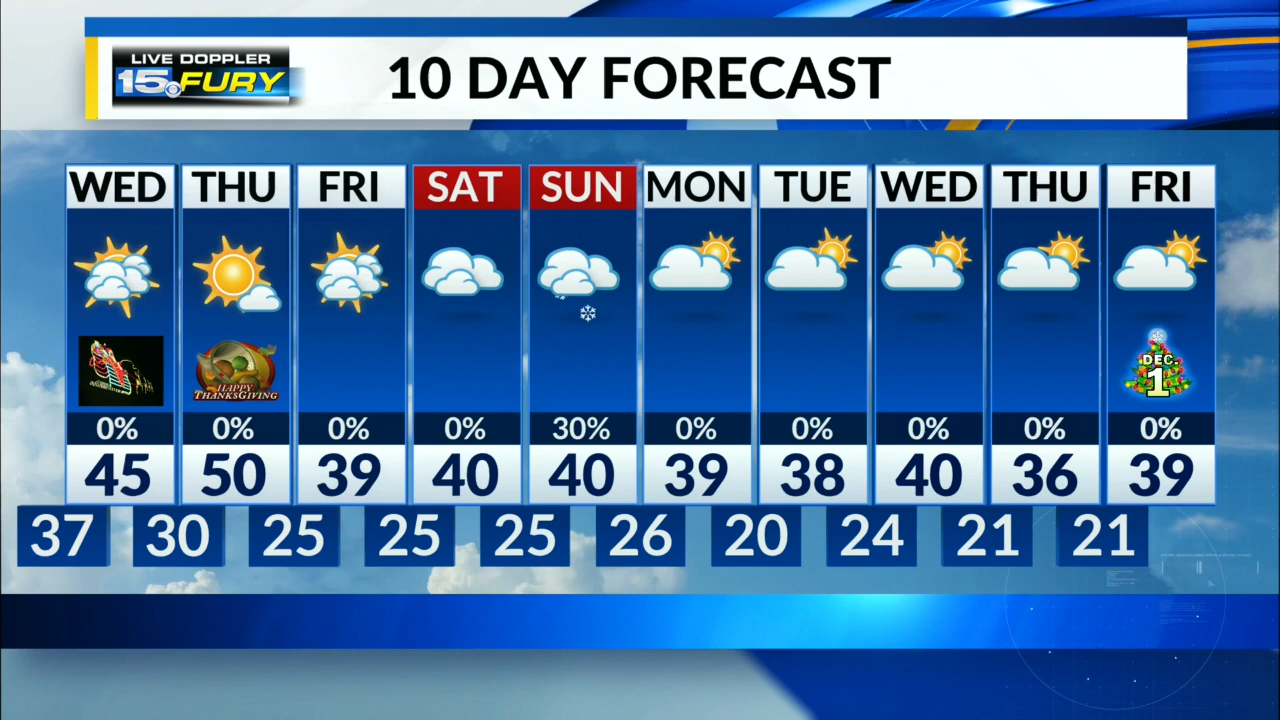 LIVE DOPPLER
15 FURY
10 DAY FORECAST
WED THU FRI SAT SUN MON TUE WED THU FRI
HAPPY
THANKSGIVING
DEC.
1
0% 0% 0% 0% 30% 0% 0% 0% 0% 0%
45 50 39 40 40 39 38 40 36 39
37 30 25 25 25 26 20 24 21 21